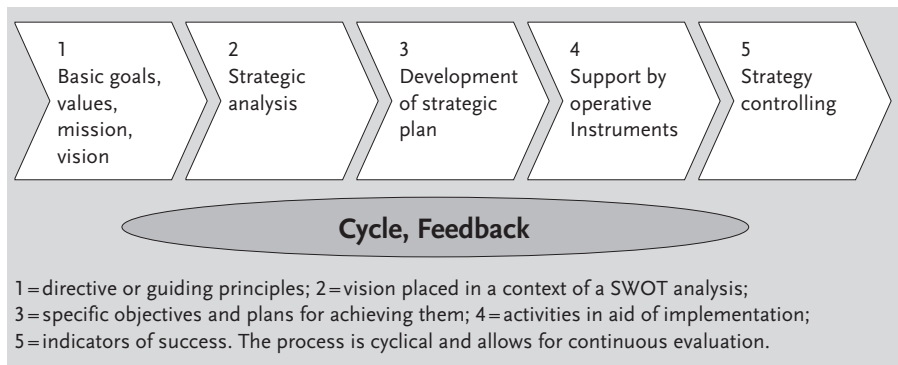 1
Basic goals,
values,
mission,
vision
2
Strategic
analysis
3
Development
of strategic
plan
4
Support by
operative
Instruments
5
Strategy
controlling
Cycle, Feedback
1=directive or guiding principles; 2=vision placed in a context of a SWOT analysis;
3=specific objectives and plans for achieving them; 4=activities in aid of implementation;
5=indicators of success. The process is cyclical and allows for continuous evaluation.